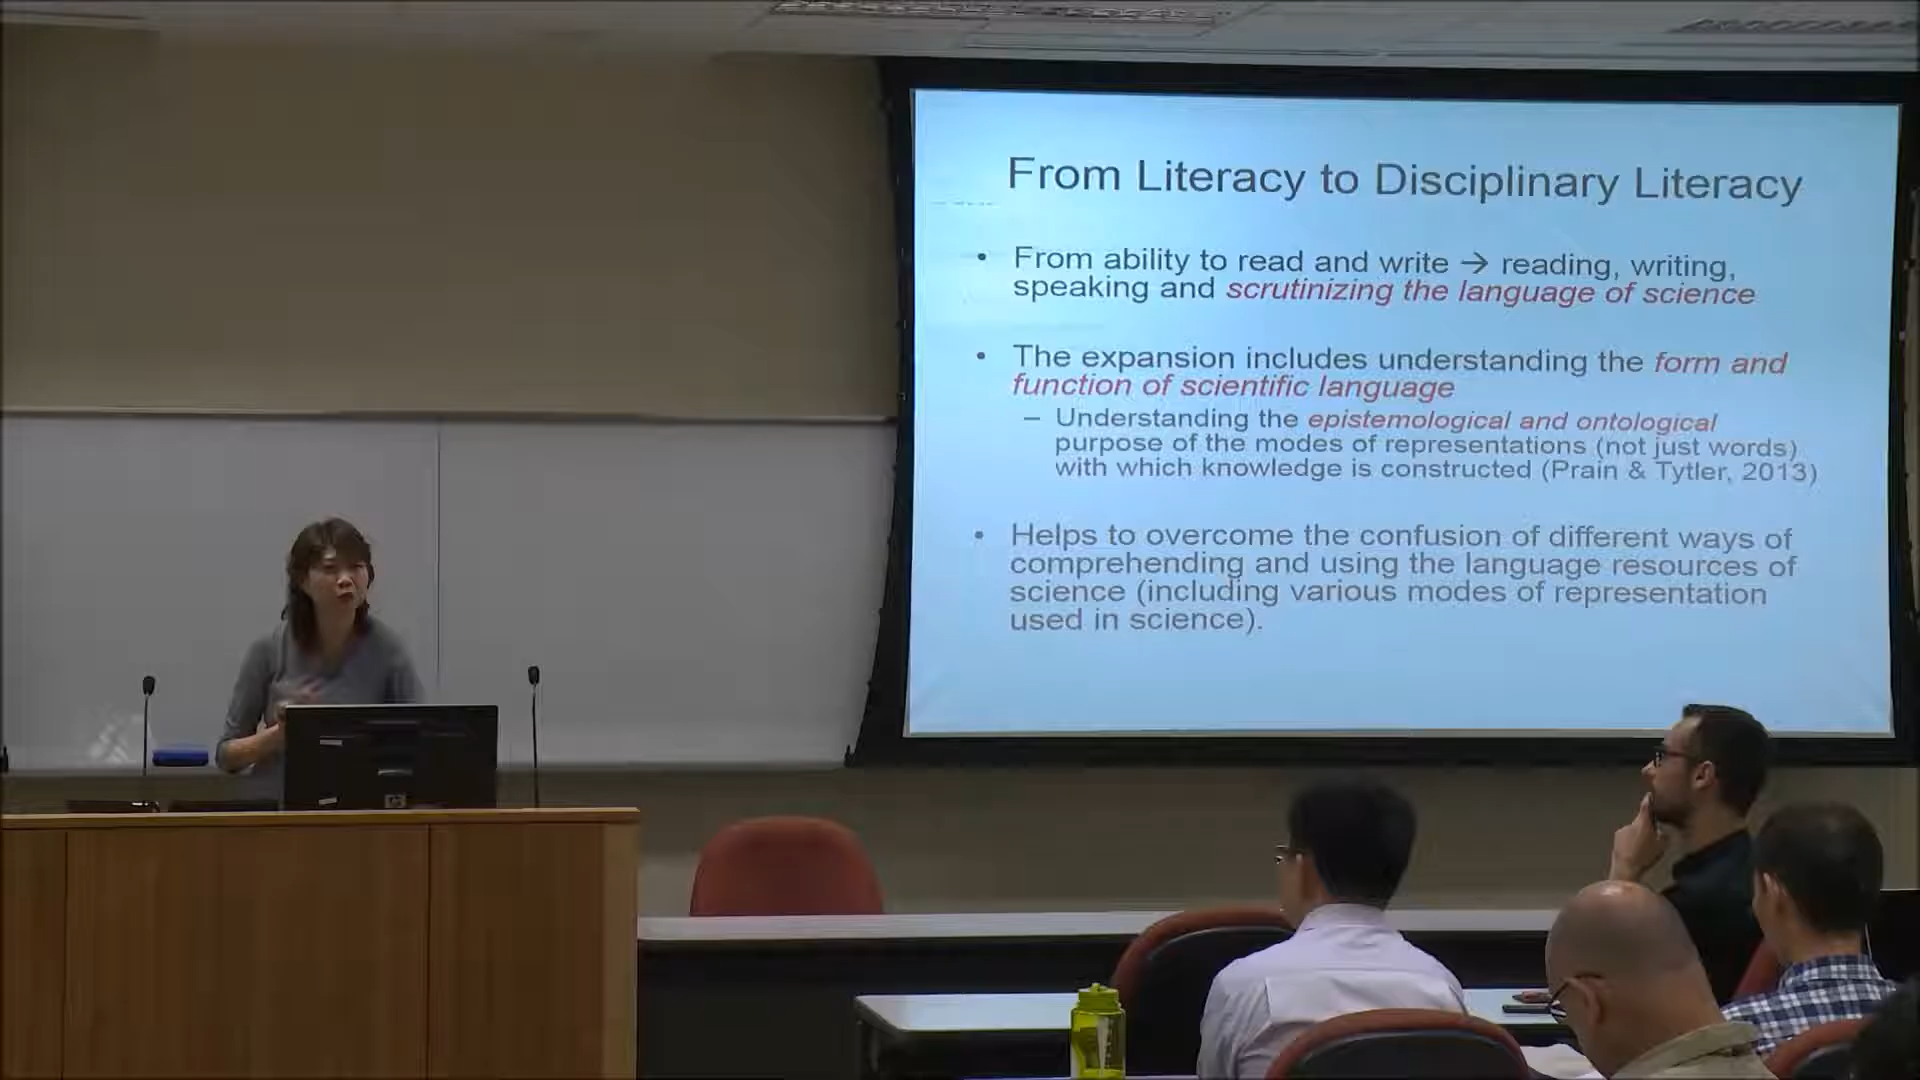 From Literacy to Disciplinary Literacy
• From ability to read and write → reading, writing,
speaking and scrutinizing the language of science
• The expansion includes understanding the form and
function of scientific language
– Understanding the epistemological and ontological
purpose of the modes of representations (not just words)
with which knowledge is constructed (Prain & Tytler, 2013)
• Helps to overcome the confusion of different ways of
comprehending and using the language resources of
science (including various modes of representation
used in science).
hp